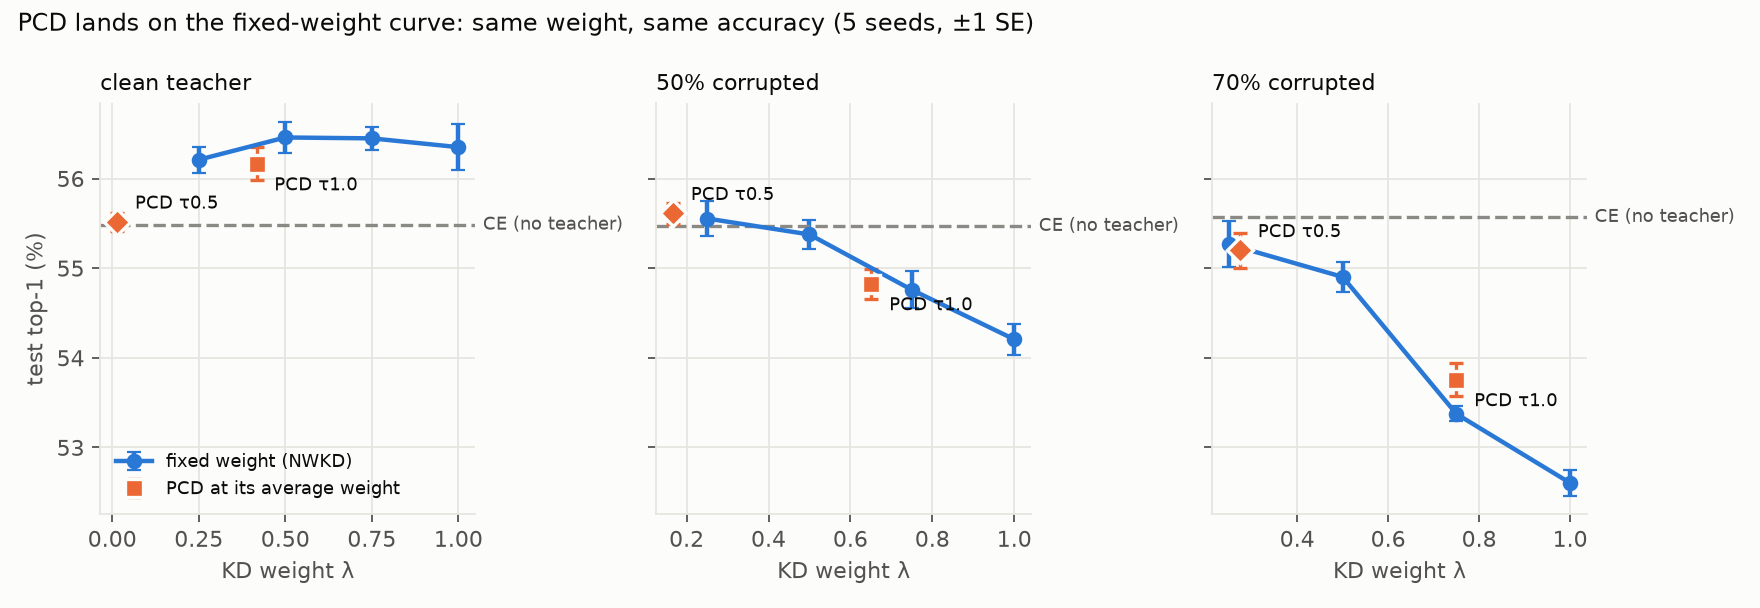 PCD lands on the fixed-weight curve: same weight, same accuracy (5 seeds, ±1 SE)
clean teacher
50% corrupted
70% corrupted
test top-1 (%)
56
55
54
53
PCD τ0.5
PCD τ1.0
CE (no teacher)
fixed weight (NWKD)
PCD at its average weight
0.00 0.25 0.50 0.75 1.00
KD weight λ
PCD τ0.5
CE (no teacher)
PCD τ1.0
0.2 0.4 0.6 0.8 1.0
KD weight λ
CE (no teacher)
PCD τ0.5
PCD τ1.0
0.4 0.6 0.8 1.0
KD weight λ